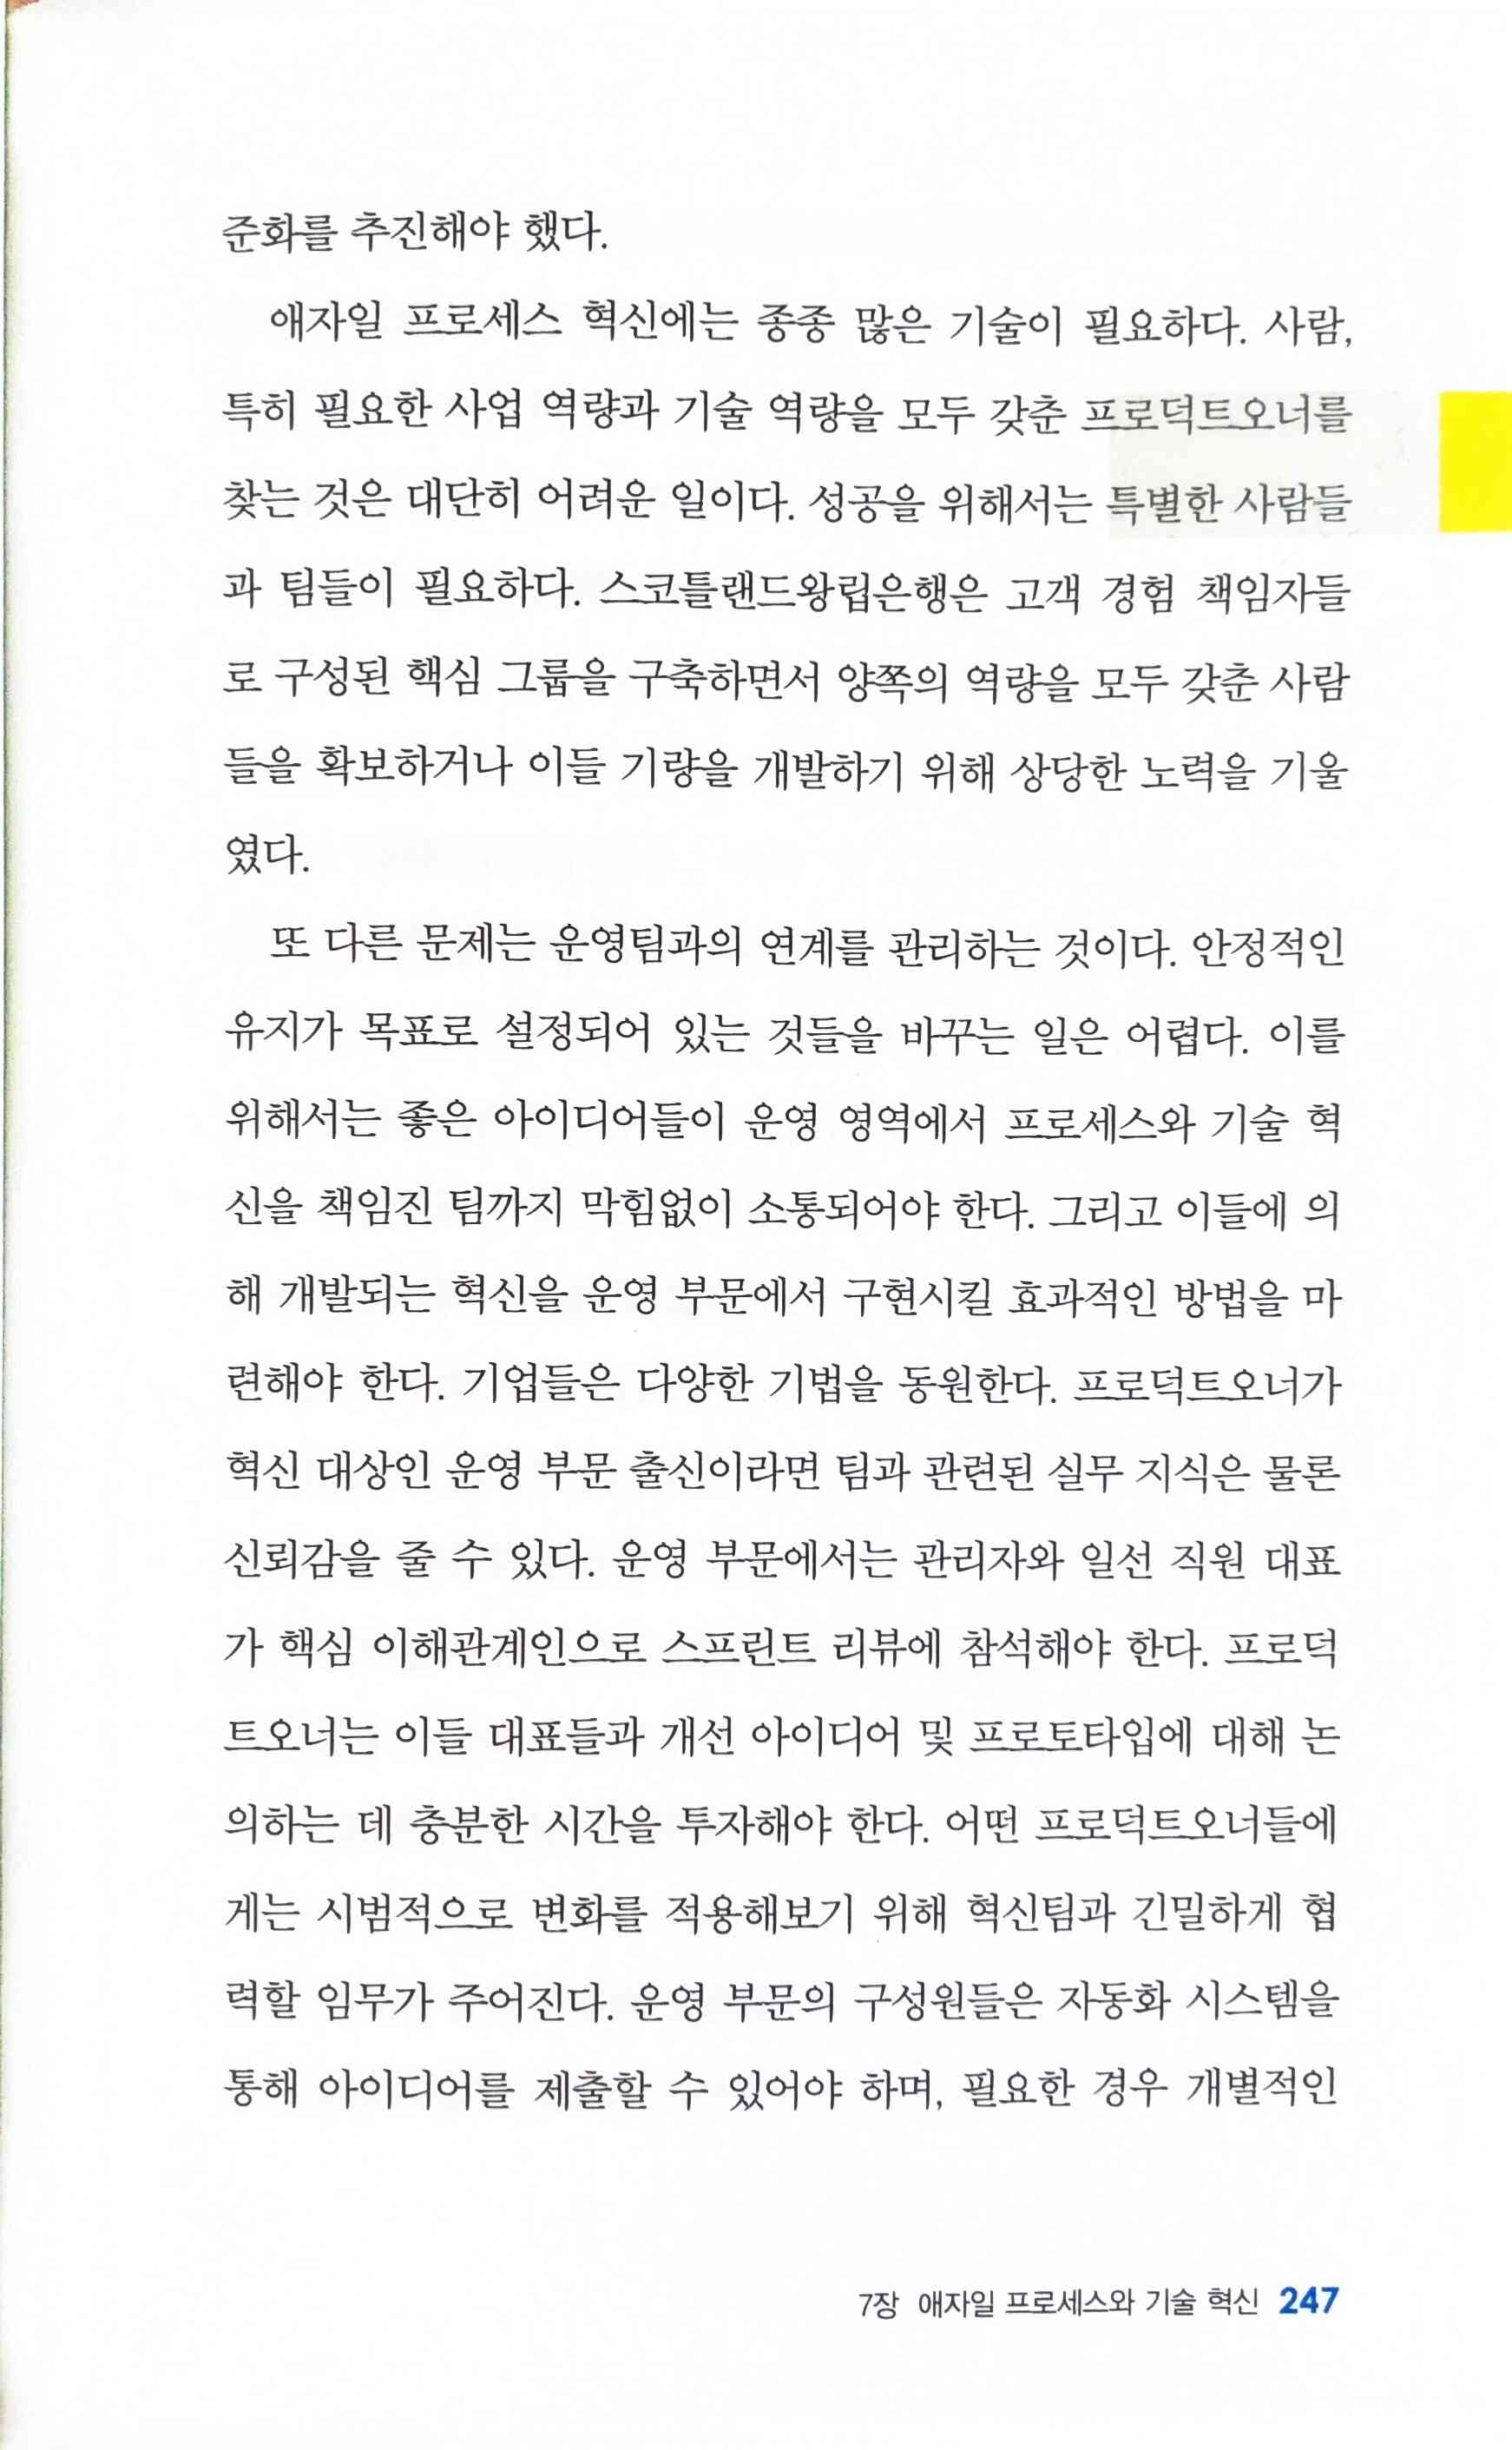 준화를 추진해야 했다.
애자일 프로세스 혁신에는 종종 많은 기술이 필요하다. 사람,
특히 필요한 사업 역량과 기술 역량을 모두 갖춘 프로덕트오너를
찾는 것은 대단히 어려운 일이다. 성공을 위해서는 특별한 사람들
과 팀들이 필요하다. 스코틀랜드왕립은행은 고객 경험 책임자들
로 구성된 핵심 그룹을 구축하면서 양쪽의 역량을 모두 갖춘 사람
들을 확보하거나 이들 기량을 개발하기 위해 상당한 노력을 기울
였다.
또 다른 문제는 운영팀과의 연계를 관리하는 것이다. 안정적인
유지가 목표로 설정되어 있는 것들을 바꾸는 일은 어렵다. 이를
위해서는 좋은 아이디어들이 운영 영역에서 프로세스와 기술 혁
신을 책임진 팀까지 막힘없이 소통되어야 한다. 그리고 이들에 의
해 개발되는 혁신을 운영 부문에서 구현시킬 효과적인 방법을 마
련해야 한다. 기업들은 다양한 기법을 동원한다. 프로덕트오너가
혁신 대상인 운영 부문 출신이라면 팀과 관련된 실무 지식은 물론
신뢰감을 줄 수 있다. 운영 부문에서는 관리자와 일선 직원 대표
가 핵심 이해관계인으로 스프린트 리뷰에 참석해야 한다. 프로덕
트오너는 이들 대표들과 개선 아이디어 및 프로토타입에 대해 논
의하는 데 충분한 시간을 투자해야 한다. 어떤 프로덕트오너들에
게는 시범적으로 변화를 적용해보기 위해 혁신팀과 긴밀하게 협
력할 임무가 주어진다. 운영 부문의 구성원들은 자동화 시스템을
통해 아이디어를 제출할 수 있어야 하며, 필요한 경우 개별적인
7장 애자일 프로세스와 기술 혁신 247